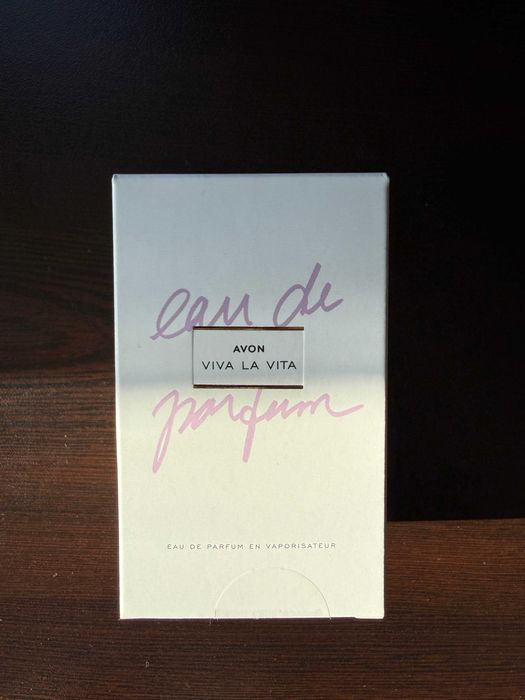 eau de
AVON
VIVA LA VITA
parfum
EAU DE PARFUM EN VAPORISATEUR